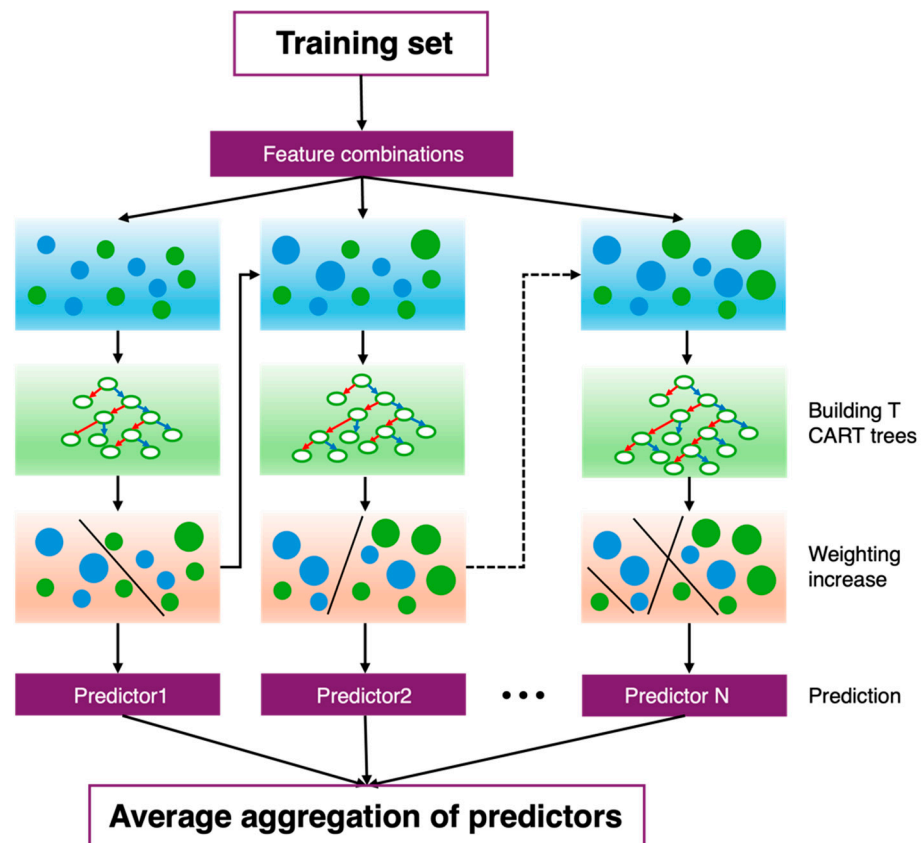 Training set
Feature combinations
Building T
CART trees
Weighting
increase
Predictor1
Predictor2
Predictor N
Prediction
Average aggregation of predictors